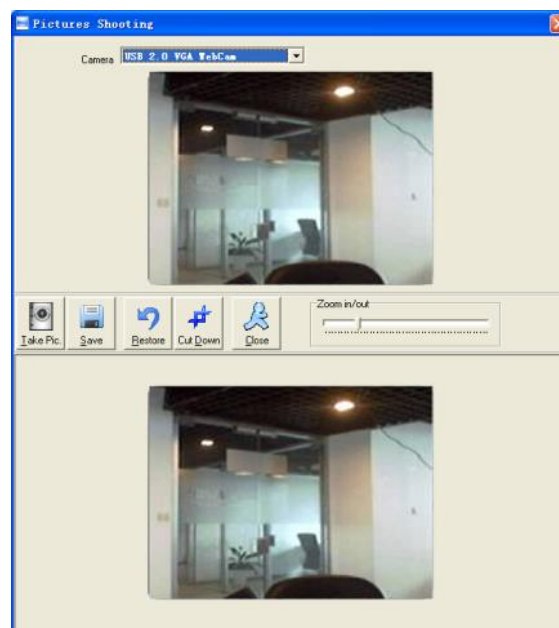 Pictures Shooting
Camera USB 2.0 VGA WebCam
Zoom in/out
Take Pic. Save Restore Cut Down Close